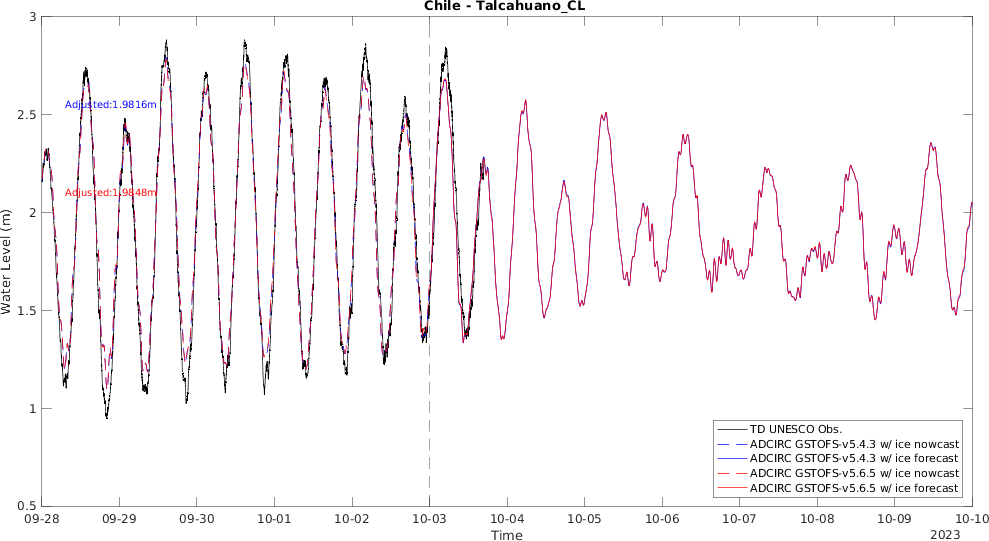 Chile - Talcahuano_CL
3
2.5
2
1.5
1
0.5
Water Level (m)
Adjusted:1.9816m
Adjusted:1.9848m
TD UNESCO Obs.
ADCIRC GSTOFS-v5.4.3 w/ ice nowcast
ADCIRC GSTOFS-v5.4.3 w/ ice forecast
ADCIRC GSTOFS-v5.6.5 w/ ice nowcast
ADCIRC GSTOFS-v5.6.5 w/ ice forecast
09-28 09-29 09-30 10-01 10-02 10-03 10-04 10-05 10-06 10-07 10-08 10-09 10-10
Time
2023